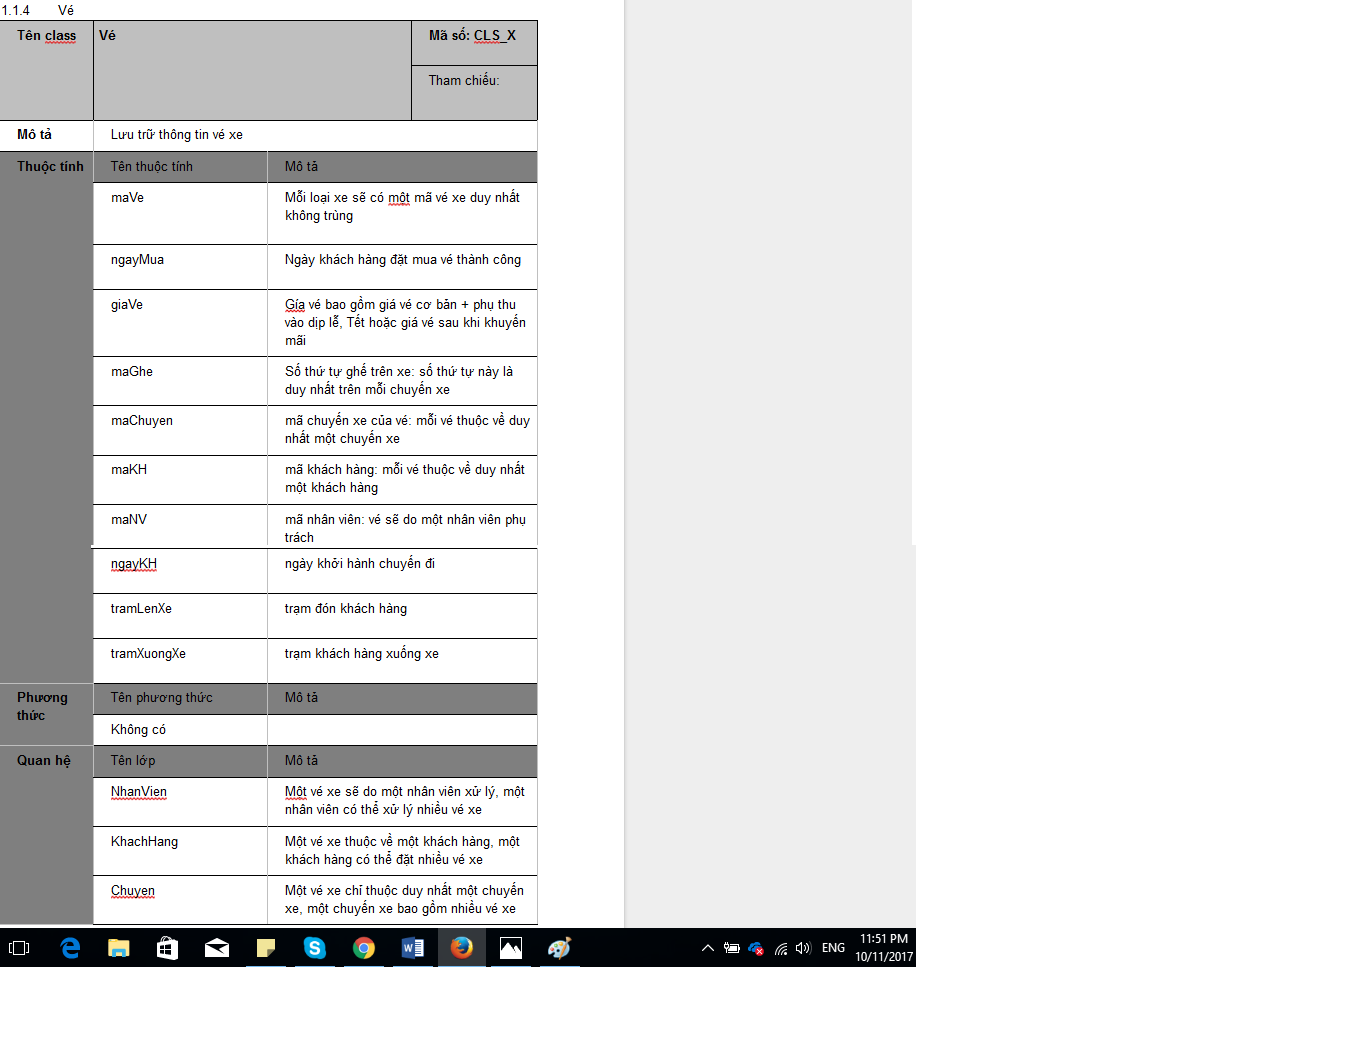 1.1.4 Vé
Tên class Vé Mã số: CLS_X
Tham chiếu:
Mô tả Lưu trữ thông tin vé xe
Thuộc tính Tên thuộc tính Mô tả
maVe Mỗi loại xe sẽ có một mã vé xe duy nhất
không trùng
ngayMua Ngày khách hàng đặt mua vé thành công
giaVe Gía vé bao gồm giá vé cơ bản + phụ thu
vào dịp lễ, Tết hoặc giá vé sau khi khuyến
mãi
maGhe Số thứ tự ghế trên xe: số thứ tự này là
duy nhất trên mỗi chuyến xe
maChuyen mã chuyến xe của vé: mỗi vé thuộc về duy
nhất một chuyến xe
maKH mã khách hàng: mỗi vé thuộc về duy nhất
một khách hàng
maNV mã nhân viên: vé sẽ do một nhân viên phụ
trách
ngayKH ngày khởi hành chuyến đi
tramLenXe trạm đón khách hàng
tramXuongXe trạm khách hàng xuống xe
Phương Tên phương thức Mô tả
thức
Không có
Quan hệ Tên lớp Mô tả
NhanVien Một vé xe sẽ do một nhân viên xử lý, một
nhân viên có thể xử lý nhiều vé xe
KhachHang Một vé xe thuộc về một khách hàng, một
khách hàng có thể đặt nhiều vé xe
Chuyen Một vé xe chỉ thuộc duy nhất một chuyến
xe, một chuyến xe bao gồm nhiều vé xe
ENG 11:51 PM
10/11/2017